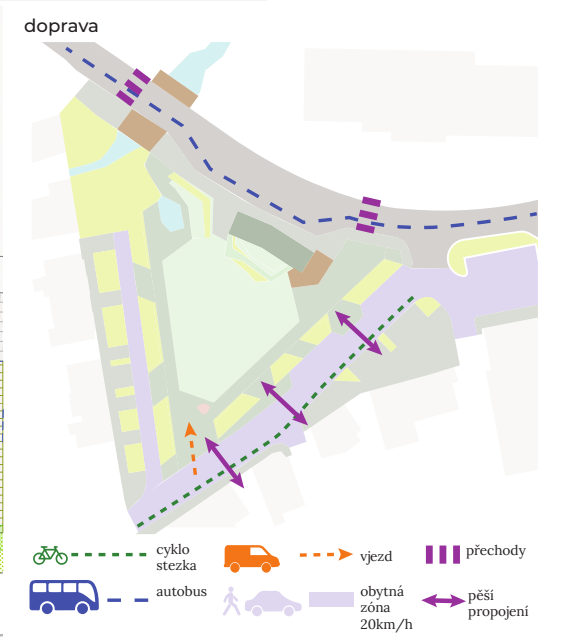 doprava
cyklo
stezka
vjezd
přechody
autobus
obytná
zóna
20km/h
pěší
propojení